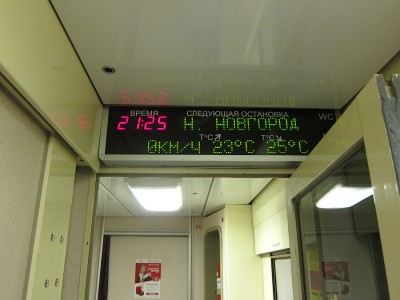 ВРЕМЯ СЛЕДУЮЩАЯ ОСТАНОВКА
21:25 Н. НОВГОРОД WC
T°C T°C
0КМ/Ч 23°C 25°C